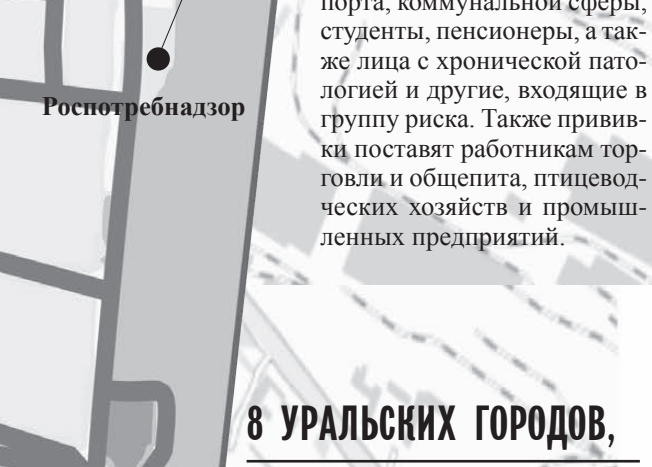 порта, коммунальной сферы,
студенты, пенсионеры, а так-
же лица с хронической пато-
логией и другие, входящие в
группу риска. Также привив-
ки поставят работникам тор-
говли и общепита, птицевод-
ческих хозяйств и промыш-
ленных предприятий.
Роспотребнадзор
8 УРАЛЬСКИХ ГОРОДОВ,